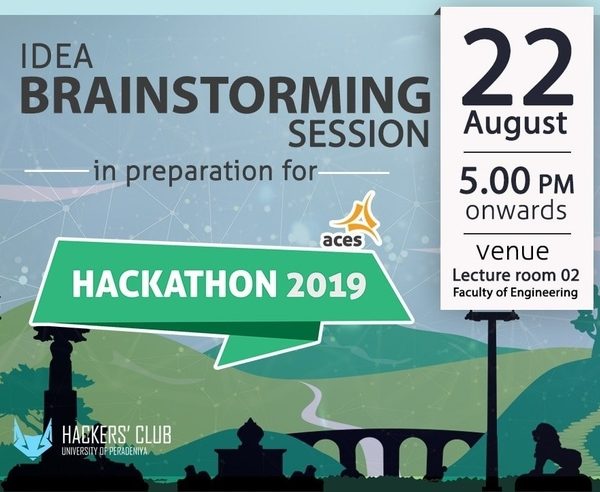 IDEA
BRAINSTORMING
SESSION
in preparation for
aces
HACKATHON 2019
22
August
5.00 PM
onwards
venue
Lecture room 02
Faculty of Engineering
HACKERS' CLUB
UNIVERSITY OF PERADENIYA